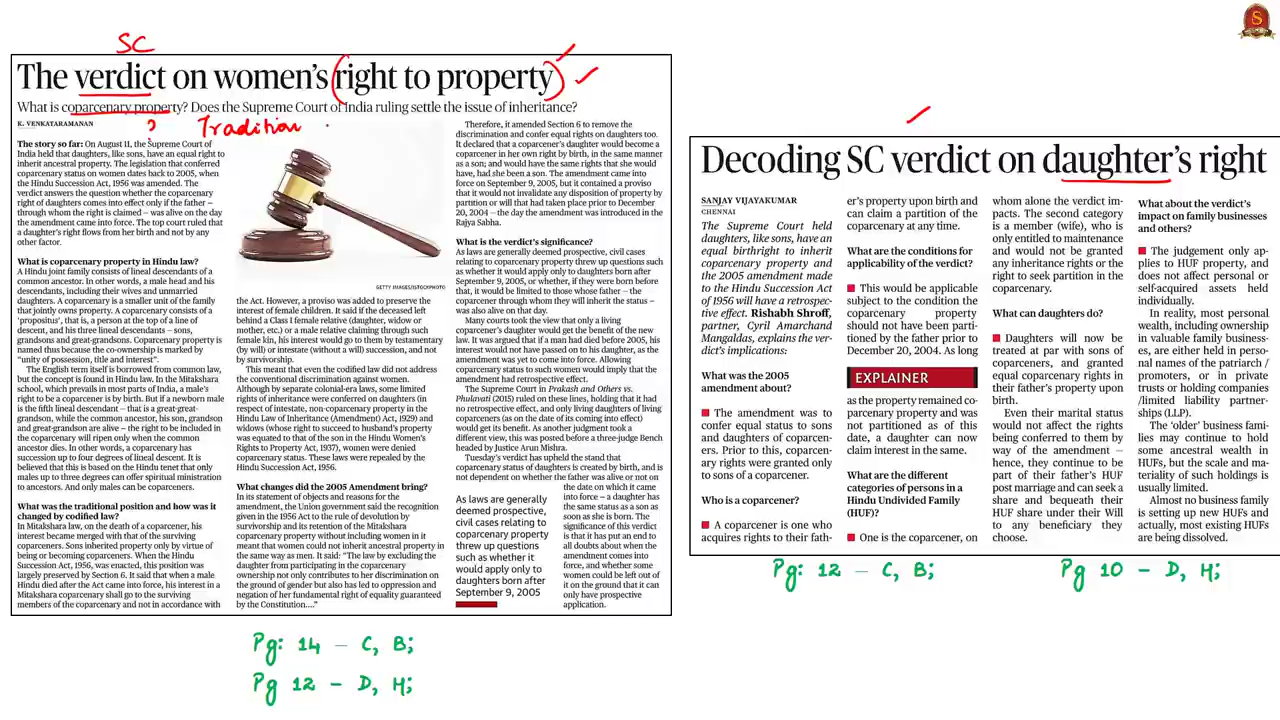 SC
The verdict on women's right to property
What is coparcenary property? Does the Supreme Court of India ruling settle the issue of inheritance?
K. VENKATARAMAN
? Tradition
The story so far: On August 11, the Supreme Court of
India held that daughters, like sons, have an equal right to
inherit ancestral property. The legislation that conferred
coparcenary status on women dates back to 2005, when
the Hindu Succession Act, 1956 was amended. The
verdict answers the question whether the coparcenary
right of daughters comes into effect only if the father –
through whom the right is claimed – was alive on the day
the amendment came into force. The top court ruled that
a daughter's right flows from her birth and not by any
other factor.
What is coparcenary property in Hindu law?
A Hindu joint family consists of lineal descendants of a
common ancestor. In other words, a male head and his
descendants, including their wives and unmarried
daughters. A coparcenary is a smaller unit of the family
that jointly owns property. A coparcenary consists of a
'propositus', that is, a person at the top of a line of
descent, and his three lineal descendants – sons,
grandsons and great-grandsons. Coparcenary property is
named thus because the co-ownership is marked by
"unity of possession, title and interest".
The English term itself is borrowed from common law,
but the concept is found in Hindu law. In the Mitakshara
school, which prevails in most parts of India, a male's
right to be a coparcener is by birth. But if a newborn
male is the fifth lineal descendant – that is a great-great-
grandson, while the common ancestor, his son, grandson
and great-grandson are alive – the right to be included in
the coparcenary will ripen only when the common
ancestor dies. In other words, a coparcenary has
succession up to four degrees of lineal descent. It is
believed that this is based on the Hindu tenet that only
males up to three degrees can offer spiritual ministration
to ancestors. And only males can be coparceners.
What was the traditional position and how was it
changed by codified law?
In Mitakshara law, on the death of a coparcener, his
interest became merged with that of the surviving
coparceners. Sons inherited property only by virtue of
being or becoming coparceners. When the Hindu
Succession Act, 1956, was enacted, this position was
largely preserved by Section 6. It said that when a male
Hindu died after the Act came into force, his interest in a
Mitakshara coparcenary shall go to the surviving
members of the coparcenary and not in accordance with
GETTY IMAGES/ISTOCKPHOTO
the Act. However, a proviso was added to preserve the
interest of female children. It said if the deceased left
behind a Class I female relative (daughter, widow or
mother, etc.) or a male relative claiming through such
female kin, his interest would go to them by testamentary
(by will) or intestate (without a will) succession, and not
by survivorship.
This meant that even the codified law did not address
the conventional discrimination against women.
Although by separate colonial-era laws, some limited
rights of inheritance were conferred on daughters (in
respect of intestate, non-coparcenary property in the
Hindu Law of Inheritance (Amendment) Act, 1929) and
widows (whose right to succeed to husband's property
was equated to that of the son in the Hindu Women's
Rights to Property Act, 1937), women were denied
coparcenary status. These laws were repealed by the
Hindu Succession Act, 1956.
What changes did the 2005 Amendment bring?
In its statement of objects and reasons for the
amendment, the Union government said the recognition
given in the 1956 Act to the rule of devolution by
survivorship and its retention of the Mitakshara
coparcenary property without including women in it
meant that women could not inherit ancestral property in
the same way as men. It said: "The law by excluding the
daughter from participating in the coparcenary
ownership not only contributes to her discrimination on
the ground of gender but also has led to oppression and
negation of her fundamental right of equality guaranteed
by the Constitution...."
Therefore, it amended Section 6 to remove the
discrimination and confer equal rights on daughters too.
It declared that a coparcener's daughter would become a
coparcener in her own right by birth, in the same manner
as a son; and would have the same rights that she would
have, had she been a son. The amendment came into
force on September 9, 2005, but it contained a proviso
that it would not invalidate any disposition of property by
partition or will that had taken place prior to December
20, 2004 – the day the amendment was introduced in the
Rajya Sabha.
What is the verdict's significance?
As laws are generally deemed prospective, civil cases
relating to coparcenary property threw up questions such
as whether it would apply only to daughters born after
September 9, 2005, or whether, if they were born before
that, it would be limited to those whose father – the
coparcener through whom they will inherit the status –
was also alive on that day.
Many courts took the view that only a living
coparcener's daughter would get the benefit of the new
law. It was argued that if a man had died before 2005, his
interest would not have passed on to his daughter, as the
amendment was yet to come into force. Allowing
coparcenary status to such women would imply that the
amendment had retrospective effect.
The Supreme Court in Prakash and Others vs.
Phulavati (2015) ruled on these lines, holding that it had
no retrospective effect, and only living daughters of living
coparceners (as on the date of its coming into effect)
would get its benefit. As another judgment took a
different view, this was posted before a three-judge Bench
headed by Justice Arun Mishra.
Tuesday's verdict has upheld the stand that
coparcenary status of daughters is created by birth, and is
not dependent on whether the father was alive or not on
the date on which it came
into force – a daughter has
the same status as a son as
soon as she is born. The
significance of this verdict
is that it has put an end to
all doubts about when the
amendment comes into
force, and whether some
women could be left out of
it on the ground that it can
only have prospective
application.
As laws are generally
deemed prospective,
civil cases relating to
coparcenary property
threw up questions
such as whether it
would apply only to
daughters born after
September 9, 2005
Pg: 14 – C, B;
Pg 12 – D, H;
Decoding SC verdict on daughter's right
SANJAY VIJAYAKUMAR
CHENNAI
The Supreme Court held
daughters, like sons, have an
equal birthright to inherit
coparcenary property and
the 2005 amendment made
to the Hindu Succession Act
of 1956 will have a retrospec-
tive effect. Rishabh Shroff,
partner, Cyril Amarchand
Mangaldas, explains the ver-
dict's implications:
What was the 2005
amendment about?
■ The amendment was to
confer equal status to sons
and daughters of coparcen-
ers. Prior to this, coparcen-
ary rights were granted only
to sons of a coparcener.
Who is a coparcener?
■ A coparcener is one who
acquires rights to their fath-
er's property upon birth and
can claim a partition of the
coparcenary at any time.
What are the conditions for
applicability of the verdict?
■ This would be applicable
subject to the condition the
coparcenary property
should not have been parti-
tioned by the father prior to
December 20, 2004. As long
EXPLAINER
as the property remained co-
parcenary property and was
not partitioned as of this
date, a daughter can now
claim interest in the same.
What are the different
categories of persons in a
Hindu Undivided Family
(HUF)?
■ One is the coparcener, on
whom alone the verdict im-
pacts. The second category
is a member (wife), who is
only entitled to maintenance
and would not be granted
any inheritance rights or the
right to seek partition in the
coparcenary.
What can daughters do?
■ Daughters will now be
treated at par with sons of
coparceners, and granted
equal coparcenary rights in
their father's property upon
birth.
Even their marital status
would not affect the rights
being conferred to them by
way of the amendment —
hence, they continue to be
part of their father's HUF
post marriage and can seek a
share and bequeath their
HUF share under their Will
to any beneficiary they
choose.
What about the verdict's
impact on family businesses
and others?
■ The judgement only ap-
plies to HUF property, and
does not affect personal or
self-acquired assets held
individually.
In reality, most personal
wealth, including ownership
in valuable family business-
es, are either held in perso-
nal names of the patriarch /
promoters, or in private
trusts or holding companies
/limited liability partner-
ships (LLP).
The 'older' business fami-
lies may continue to hold
some ancestral wealth in
HUFs, but the scale and ma-
teriality of such holdings is
usually limited.
Almost no business family
is setting up new HUFs and
actually, most existing HUFs
are being dissolved.
Pg: 12 – C, B;
Pg 10 – D, H;